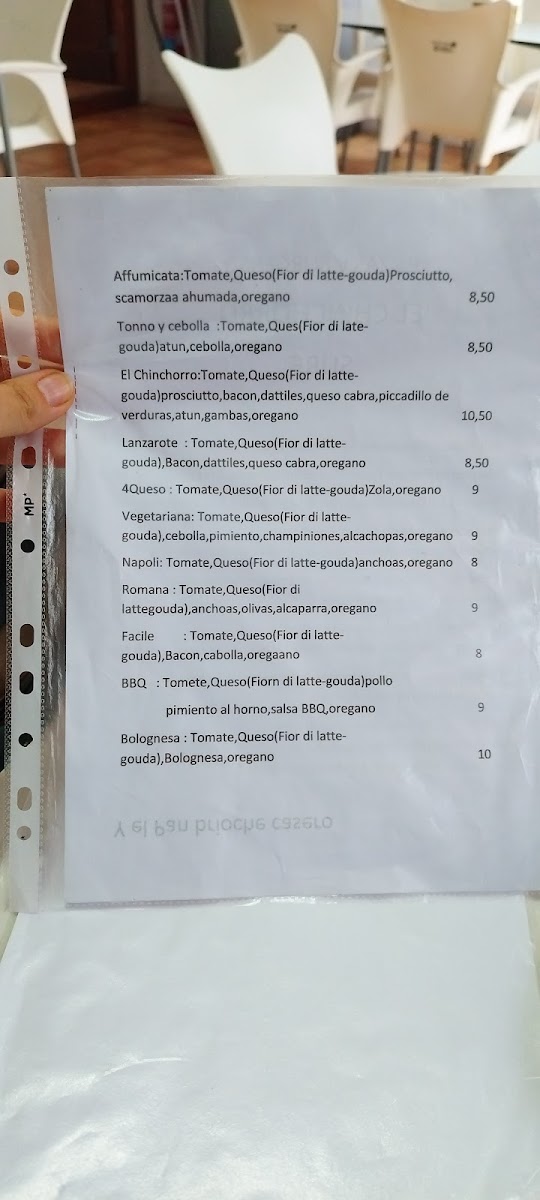 Affumicata:Tomate,Queso(Fior di latte-gouda)Prosciutto,
scamorzaa ahumada,oregano 8,50
Tonno y cebolla :Tomate,Ques(Fior di late-
gouda)atun,cebolla,oregano 8,50
El Chinchorro:Tomate,Queso(Fior di latte-
gouda)prosciutto,bacon,dattiles,queso cabra,piccadillo de
verduras,atun,gambas,oregano 10,50
Lanzarote : Tomate,Queso(Fior di latte-
gouda),Bacon,dattiles,queso cabra,oregano 8,50
4Queso : Tomate,Queso(Fior di latte-gouda)Zola,oregano 9
Vegetariana: Tomate,Queso(Fior di latte-
gouda),cebolla,pimiento,champiniones,alcachopas,oregano 9
Napoli: Tomate,Queso(Fior di latte-gouda)anchoas,oregano 8
Romana : Tomate,Queso(Fior di
lattegouda),anchoas,olivas,alcaparra,oregano 9
Facile : Tomate,Queso(Fior di latte-
gouda),Bacon,cabolla,oregaano 8
BBQ : Tomete,Queso(Fiorn di latte-gouda)pollo
pimiento al horno,salsa BBQ,oregano 9
Bolognesa : Tomate,Queso(Fior di latte-
gouda),Bolognesa,oregano 10
Y el Pan brioche casero
MP